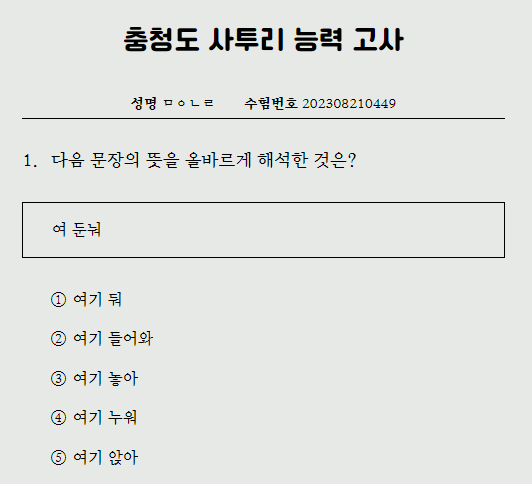 충청도 사투리 능력 고사
성명 ㅁㅇㄴㄹ 수험번호 202308210449
1. 다음 문장의 뜻을 올바르게 해석한 것은?
여 둔눠
① 여기 둬
② 여기 들어와
③ 여기 놓아
④ 여기 누워
⑤ 여기 앉아